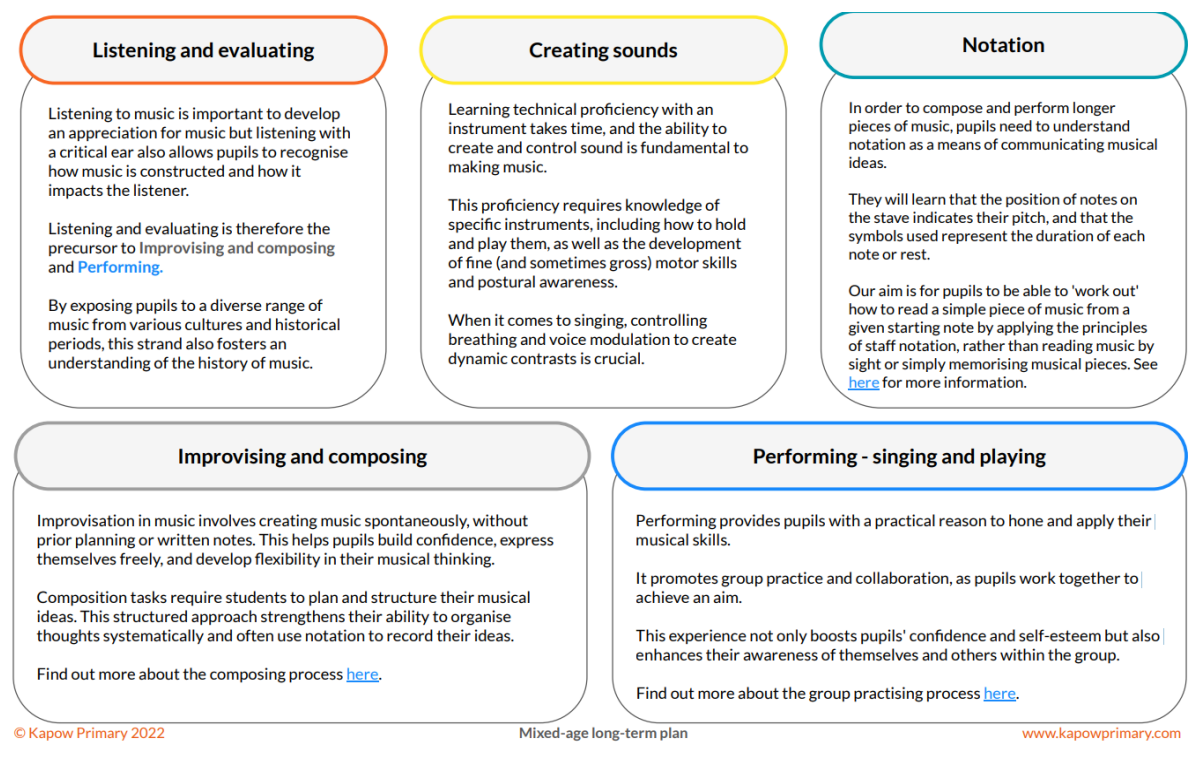 Listening and evaluating
Listening to music is important to develop
an appreciation for music but listening with
a critical ear also allows pupils to recognise
how music is constructed and how it
impacts the listener.
Listening and evaluating is therefore the
precursor to Improvising and composing
and Performing.
By exposing pupils to a diverse range of
music from various cultures and historical
periods, this strand also fosters an
understanding of the history of music.
Creating sounds
Learning technical proficiency with an
instrument takes time, and the ability to
create and control sound is fundamental to
making music.
This proficiency requires knowledge of
specific instruments, including how to hold
and play them, as well as the development
of fine (and sometimes gross) motor skills
and postural awareness.
When it comes to singing, controlling
breathing and voice modulation to create
dynamic contrasts is crucial.
Notation
In order to compose and perform longer
pieces of music, pupils need to understand
notation as a means of communicating musical
ideas.
They will learn that the position of notes on
the stave indicates their pitch, and that the
symbols used represent the duration of each
note or rest.
Our aim is for pupils to be able to 'work out'
how to read a simple piece of music from a
given starting note by applying the principles
of staff notation, rather than reading music by
sight or simply memorising musical pieces. See
here for more information.
Improvising and composing
Improvisation in music involves creating music spontaneously, without
prior planning or written notes. This helps pupils build confidence, express
themselves freely, and develop flexibility in their musical thinking.
Composition tasks require students to plan and structure their musical
ideas. This structured approach strengthens their ability to organise
thoughts systematically and often use notation to record their ideas.
Find out more about the composing process here.
Performing - singing and playing
Performing provides pupils with a practical reason to hone and apply their
musical skills.
It promotes group practice and collaboration, as pupils work together to
achieve an aim.
This experience not only boosts pupils' confidence and self-esteem but also
enhances their awareness of themselves and others within the group.
Find out more about the group practising process here.
© Kapow Primary 2022
Mixed-age long-term plan
www.kapowprimary.com